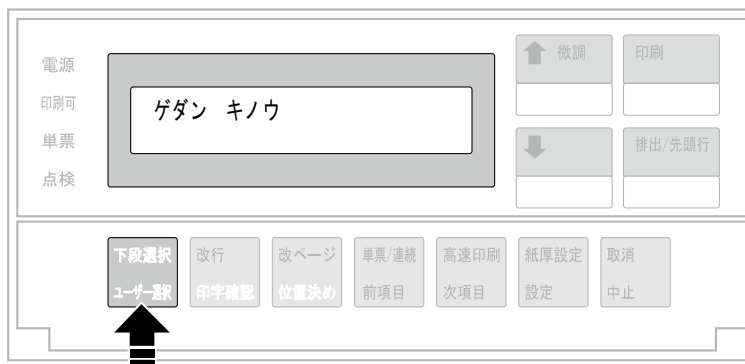 電源
印刷可
単票
点検
ゲダン キノウ
微調
印刷
排出/先頭行
下段選択
ユーザー選択
改行
印字確認
改ページ
位置決め
単票/連続
前項目
高速印刷
次項目
紙厚設定
設定
取消
中止